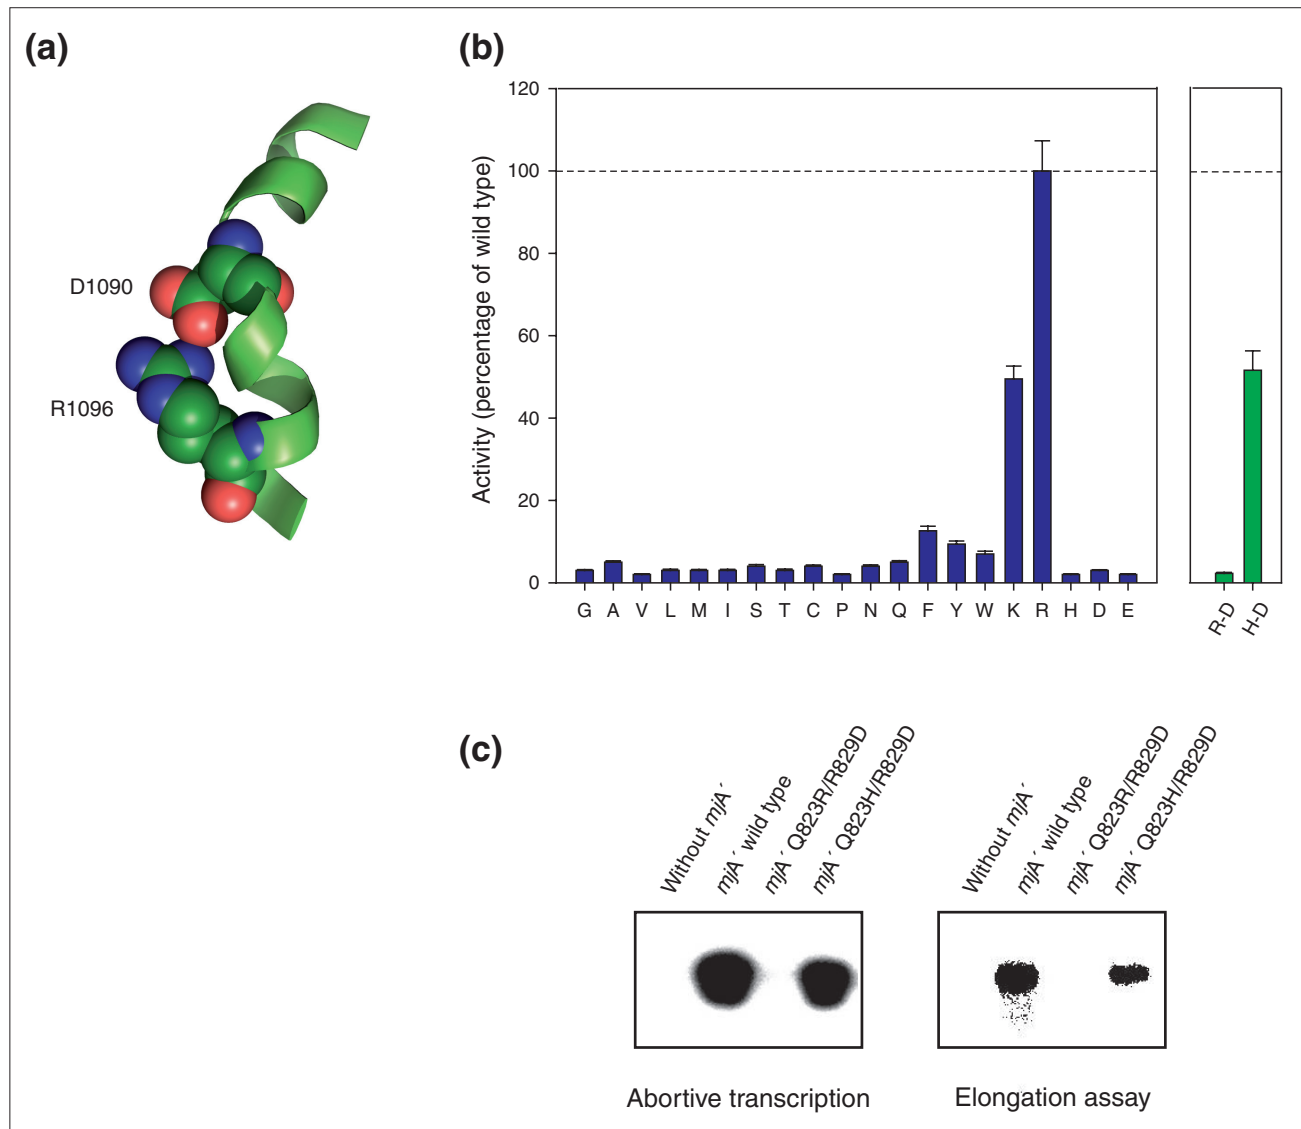 (a)
D1090
R1096
(b)
Activity (percentage of wild type)
120
100
80
60
40
20
0
G A V L M I S T C P N Q F Y W K R H D E
R-D H-D
(c)
Without mjA´
mjA´ wild type
mjA´ Q823R/R829D
mjA´ Q823H/R829D
Without mjA´
mjA´ wild type
mjA´ Q823R/R829D
mjA´ Q823H/R829D
Abortive transcription
Elongation assay